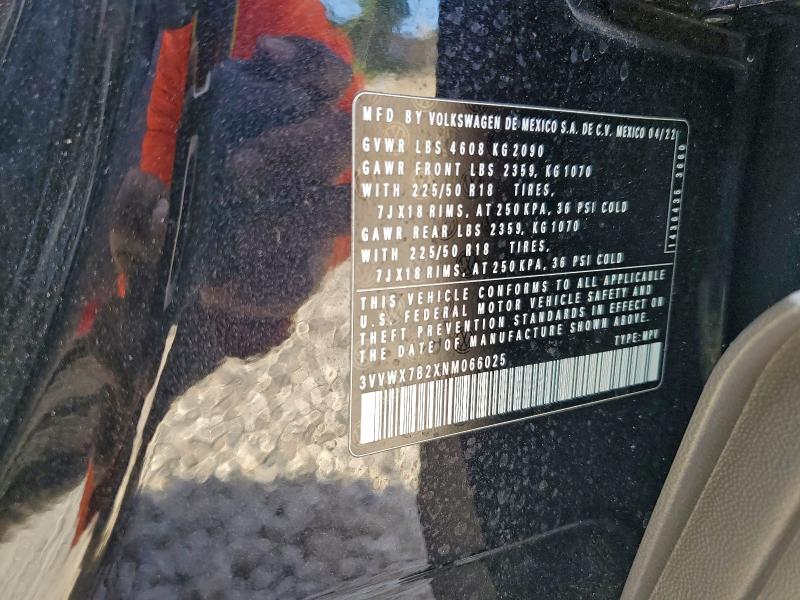 MFD BY VOLKSWAGEN DE MEXICO S.A. DE C.V. MEXICO 04/22
GVWR LBS 4608 KG 2090
GAWR FRONT LBS 2359, KG 1070
WITH 225/50 R18 TIRES,
7JX18 RIMS, AT 250 KPA, 36 PSI COLD
GAWR REAR LBS 2359, KG 1070
WITH 225/50 R18 TIRES,
7JX18 RIMS, AT 250 KPA, 36 PSI COLD
THIS VEHICLE CONFORMS TO ALL APPLICABLE
U.S. FEDERAL MOTOR VEHICLE SAFETY AND
THEFT PREVENTION STANDARDS IN EFFECT ON
THE DATE OF MANUFACTURE SHOWN ABOVE.
TYPE: MPV
3VVWX7B2XNM066025
1430436 3660